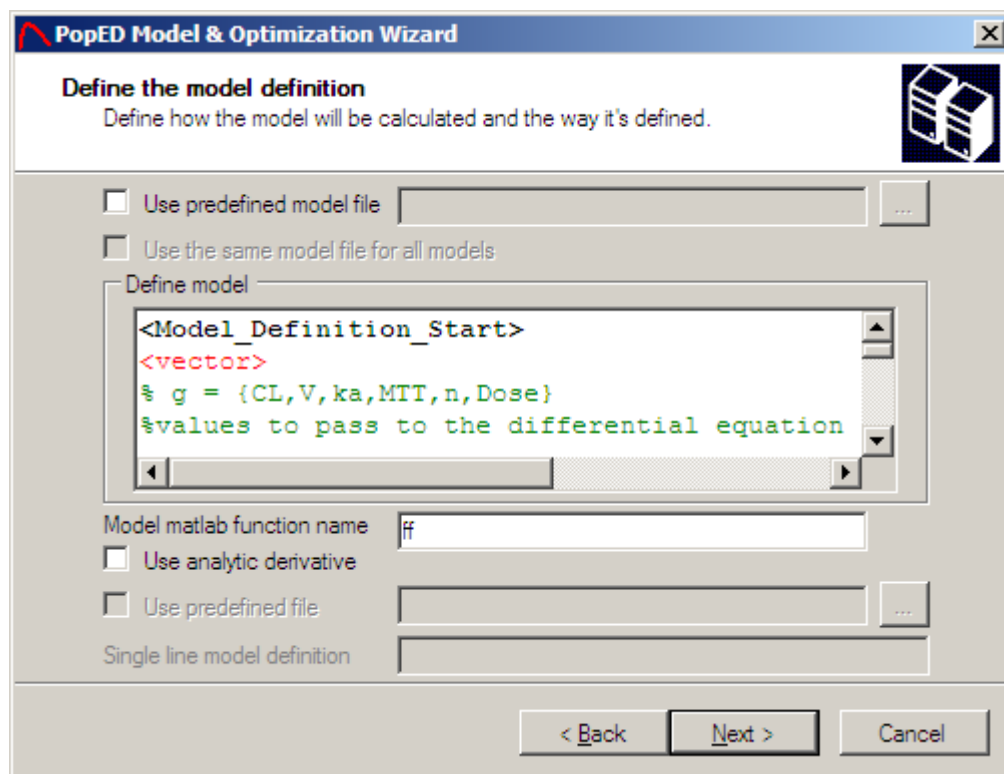 PopED Model & Optimization Wizard
Define the model definition
Define how the model will be calculated and the way it's defined.
Use predefined model file
...
Use the same model file for all models
Define model
<Model_Definition_Start>
<vector>
% g = {CL,V,ka,MTT,n,Dose}
%values to pass to the differential equation
Model matlab function name
ff
Use analytic derivative
Use predefined file
...
Single line model definition
< Back
Next >
Cancel